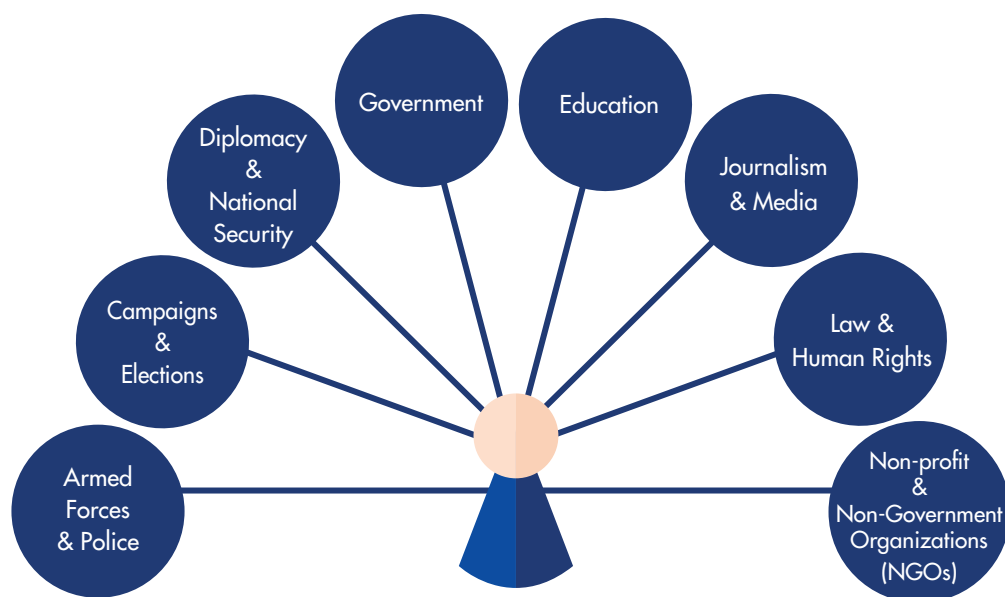 Government
Education
Diplomacy
&
National
Security
Journalism
& Media
Campaigns
&
Elections
Law &
Human Rights
Armed
Forces
& Police
Non-profit
&
Non-Government
Organizations
(NGOs)